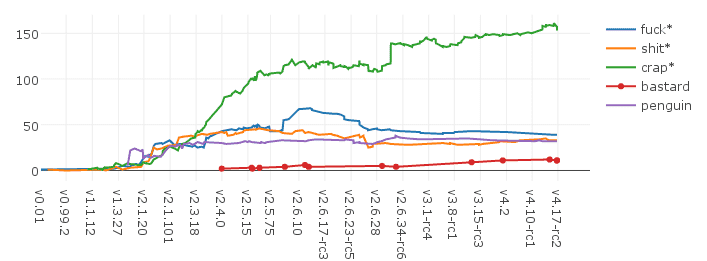 150
100
50
0
v0.01
v0.99.2
v1.1.12
v1.3.27
v2.1.20
v2.1.101
v2.3.18
v2.4.0
v2.5.15
v2.5.75
v2.6.10
v2.6.17-rc3
v2.6.23-rc5
v2.6.28
v2.6.34-rc6
v3.1-rc4
v3.8-rc1
v3.15-rc3
v4.2
v4.10-rc1
v4.17-rc2
fuck*
shit*
crap*
bastard
penguin